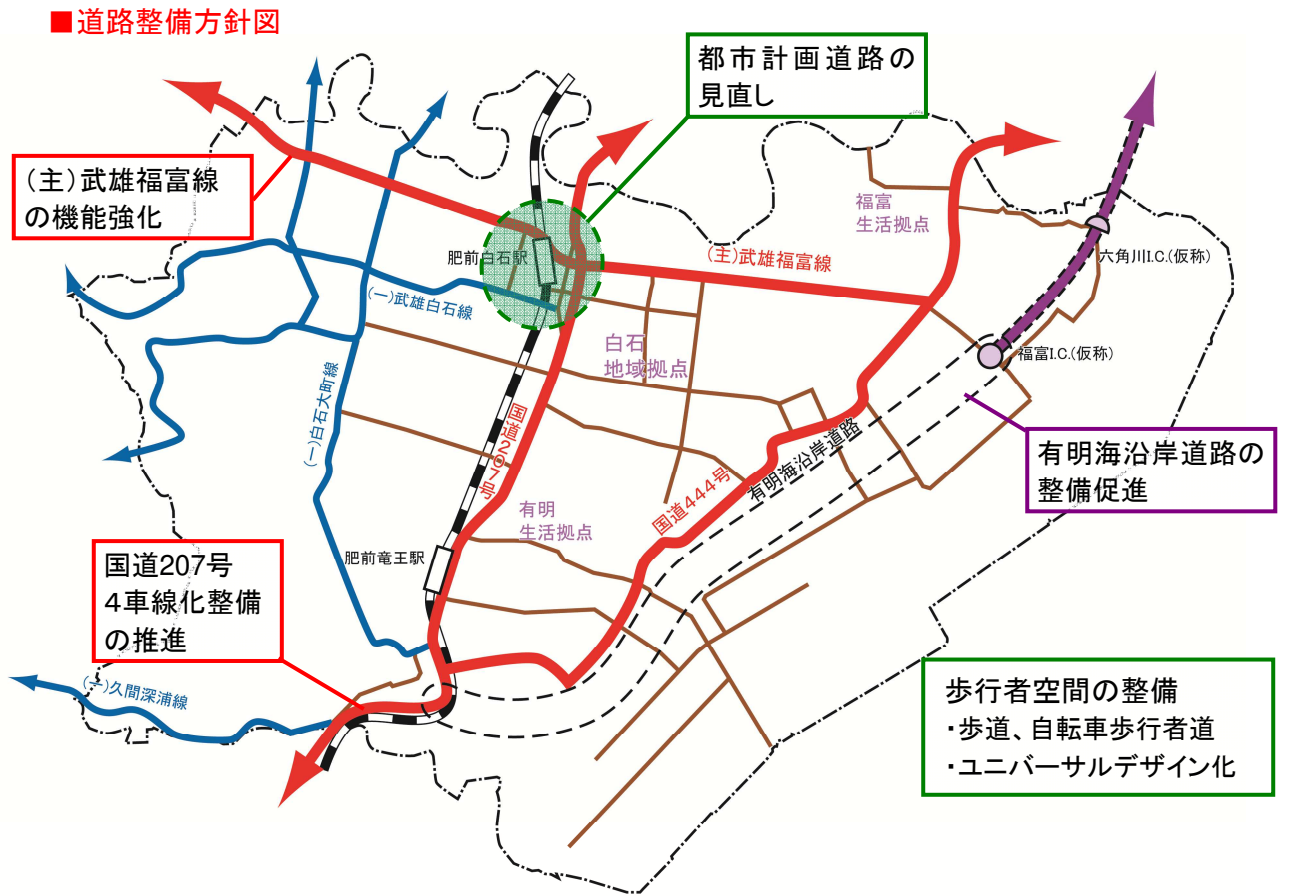 ■道路整備方針図
都市計画道路の
見直し
(主)武雄福富線
の機能強化
福富
生活拠点
肥前白石駅
(主)武雄福富線
六角川I.C.(仮称)
(一)武雄白石線
白石
地域拠点
福富I.C.(仮称)
(一)白石大町線
国道207号
有明海沿岸道路
国道444号
有明海沿岸道路の
整備促進
有明
生活拠点
肥前竜王駅
国道207号
4車線化整備
の推進
(一)久間深浦線
歩行者空間の整備
・歩道、自転車歩行者道
・ユニバーサルデザイン化